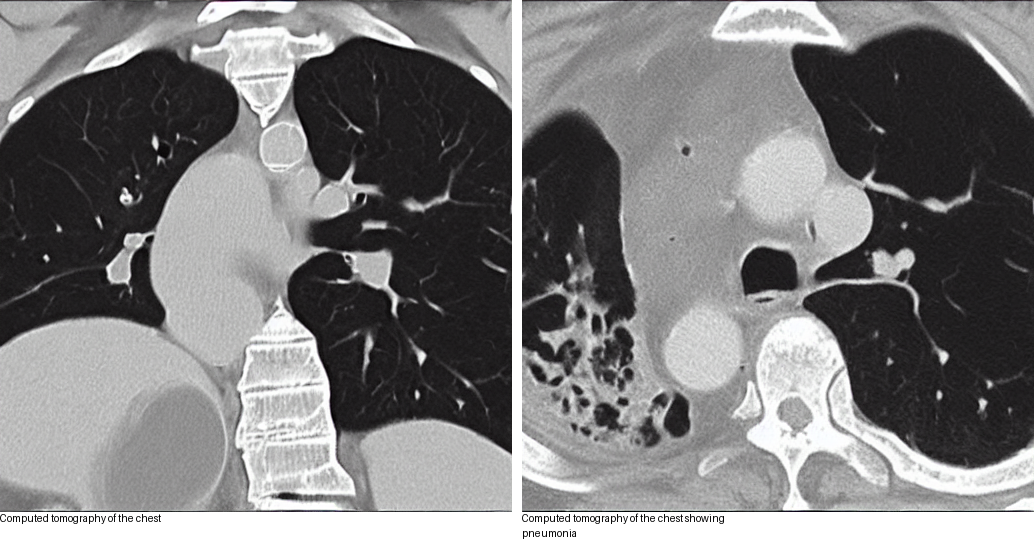 Computed tomography of the chest
Computed tomography of the chest showing
pneumonia